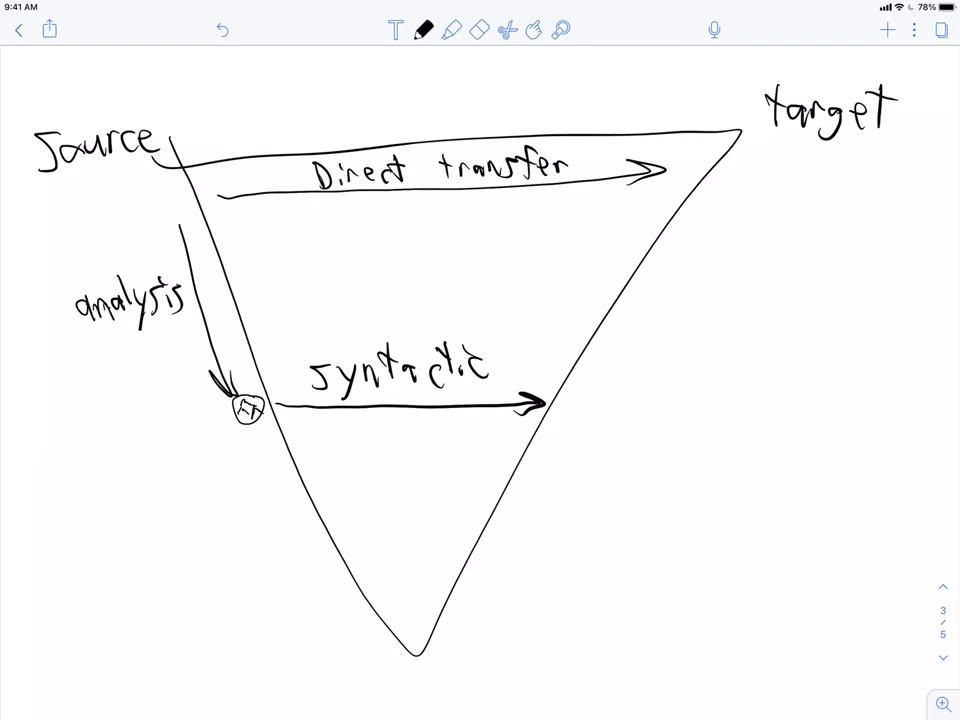 9:41 AM
78%
T
target
source
Direct transfer
analysis
syntactic
3
/
5